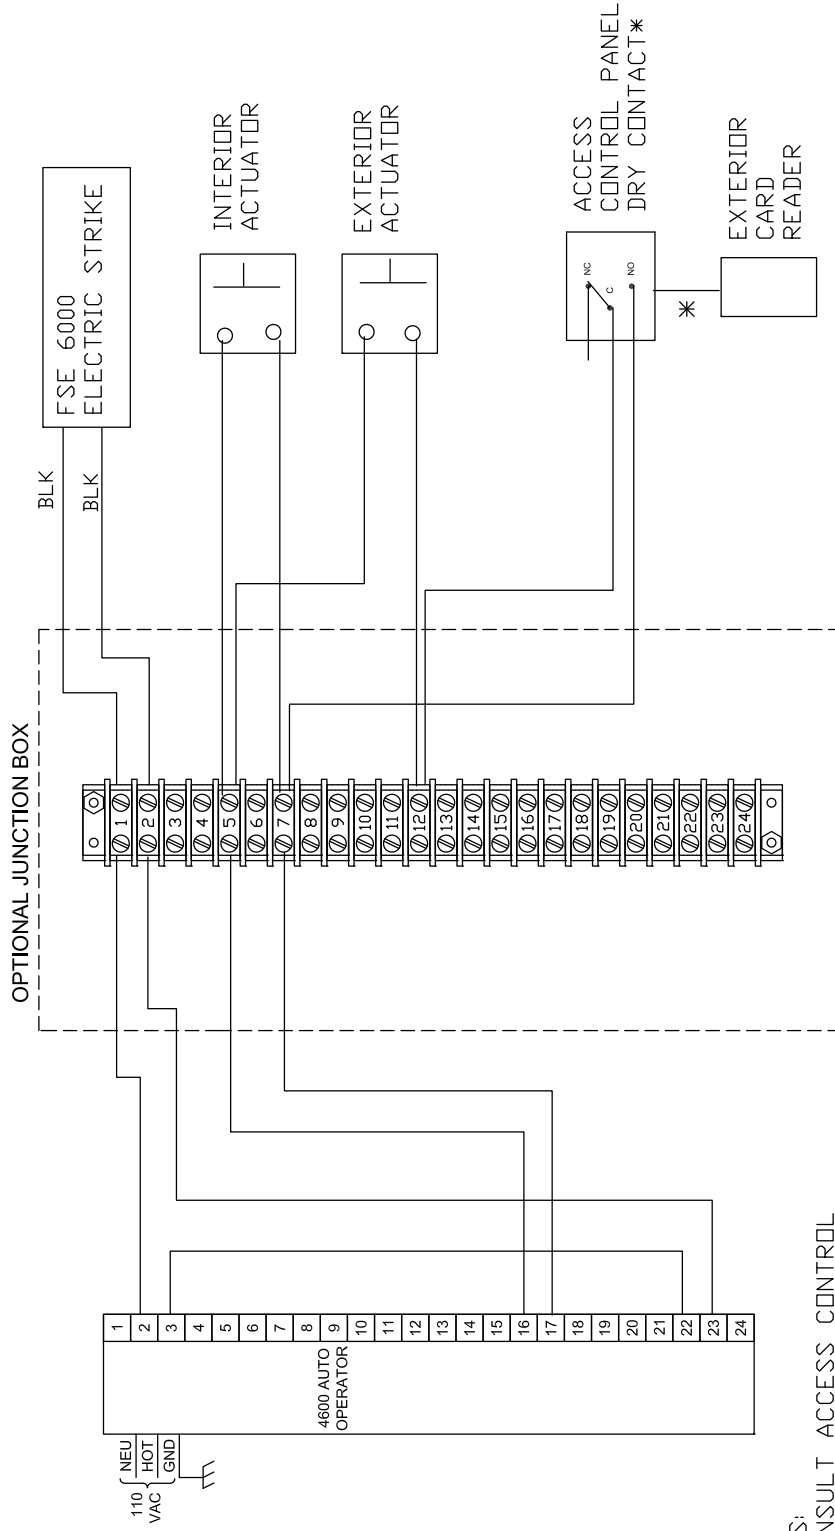 OPTIONAL JUNCTION BOX
FSE 6000
ELECTRIC STRIKE
BLK
BLK
INTERIOR
ACTUATOR
EXTERIOR
ACTUATOR
ACCESS
CONTROL PANEL
DRY CONTACT*
NC
C
NO
*
EXTERIOR
CARD
READER
1
2
3
4
5
6
7
8
9
10
11
12
13
14
15
16
17
18
19
20
21
22
23
24
110
VAC
NEU
HOT
GND
4600 AUTO
OPERATOR
1
2
3
4
5
6
7
8
9
10
11
12
13
14
15
16
17
18
19
20
21
22
23
24
S:
NSULT ACCESS CONTROL